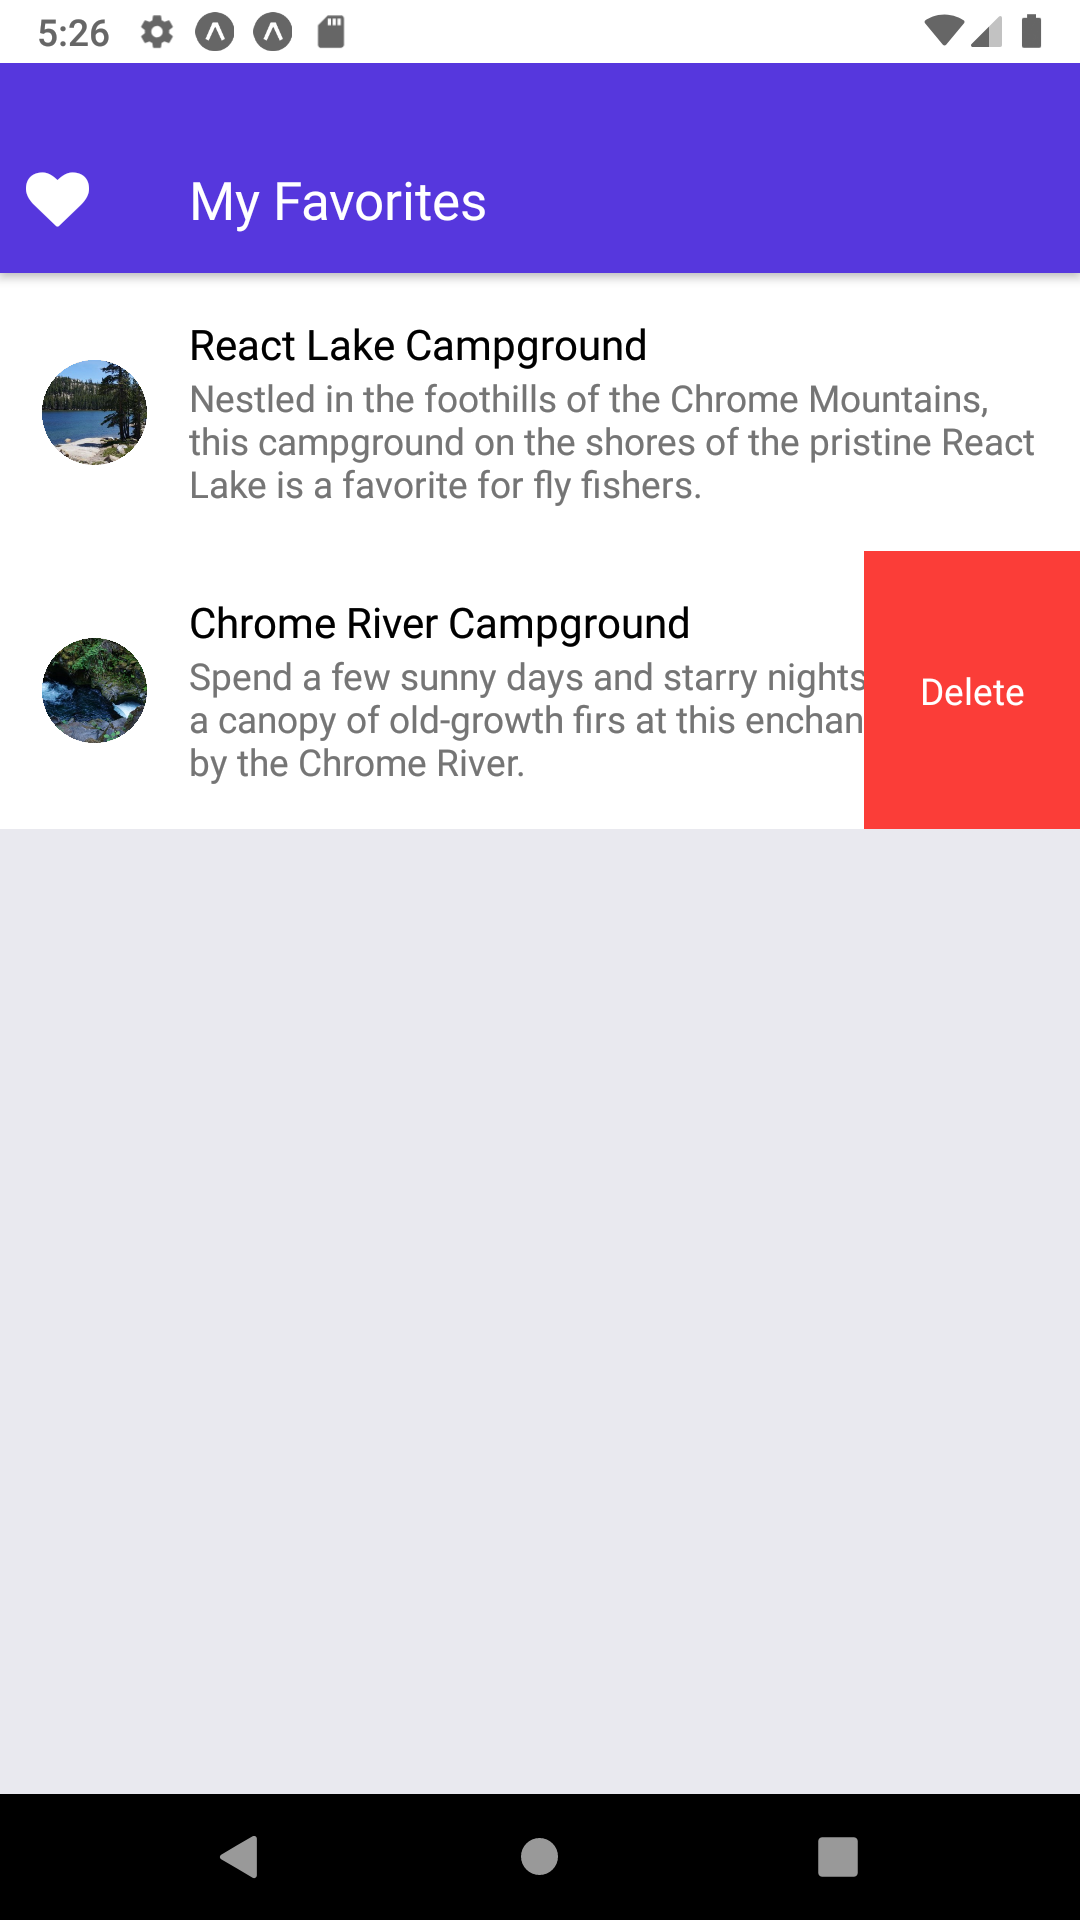 5:26
My Favorites
React Lake Campground
Nestled in the foothills of the Chrome Mountains,
this campground on the shores of the pristine React
Lake is a favorite for fly fishers.
Chrome River Campground
Spend a few sunny days and starry nights
a canopy of old-growth firs at this enchan
by the Chrome River.
Delete